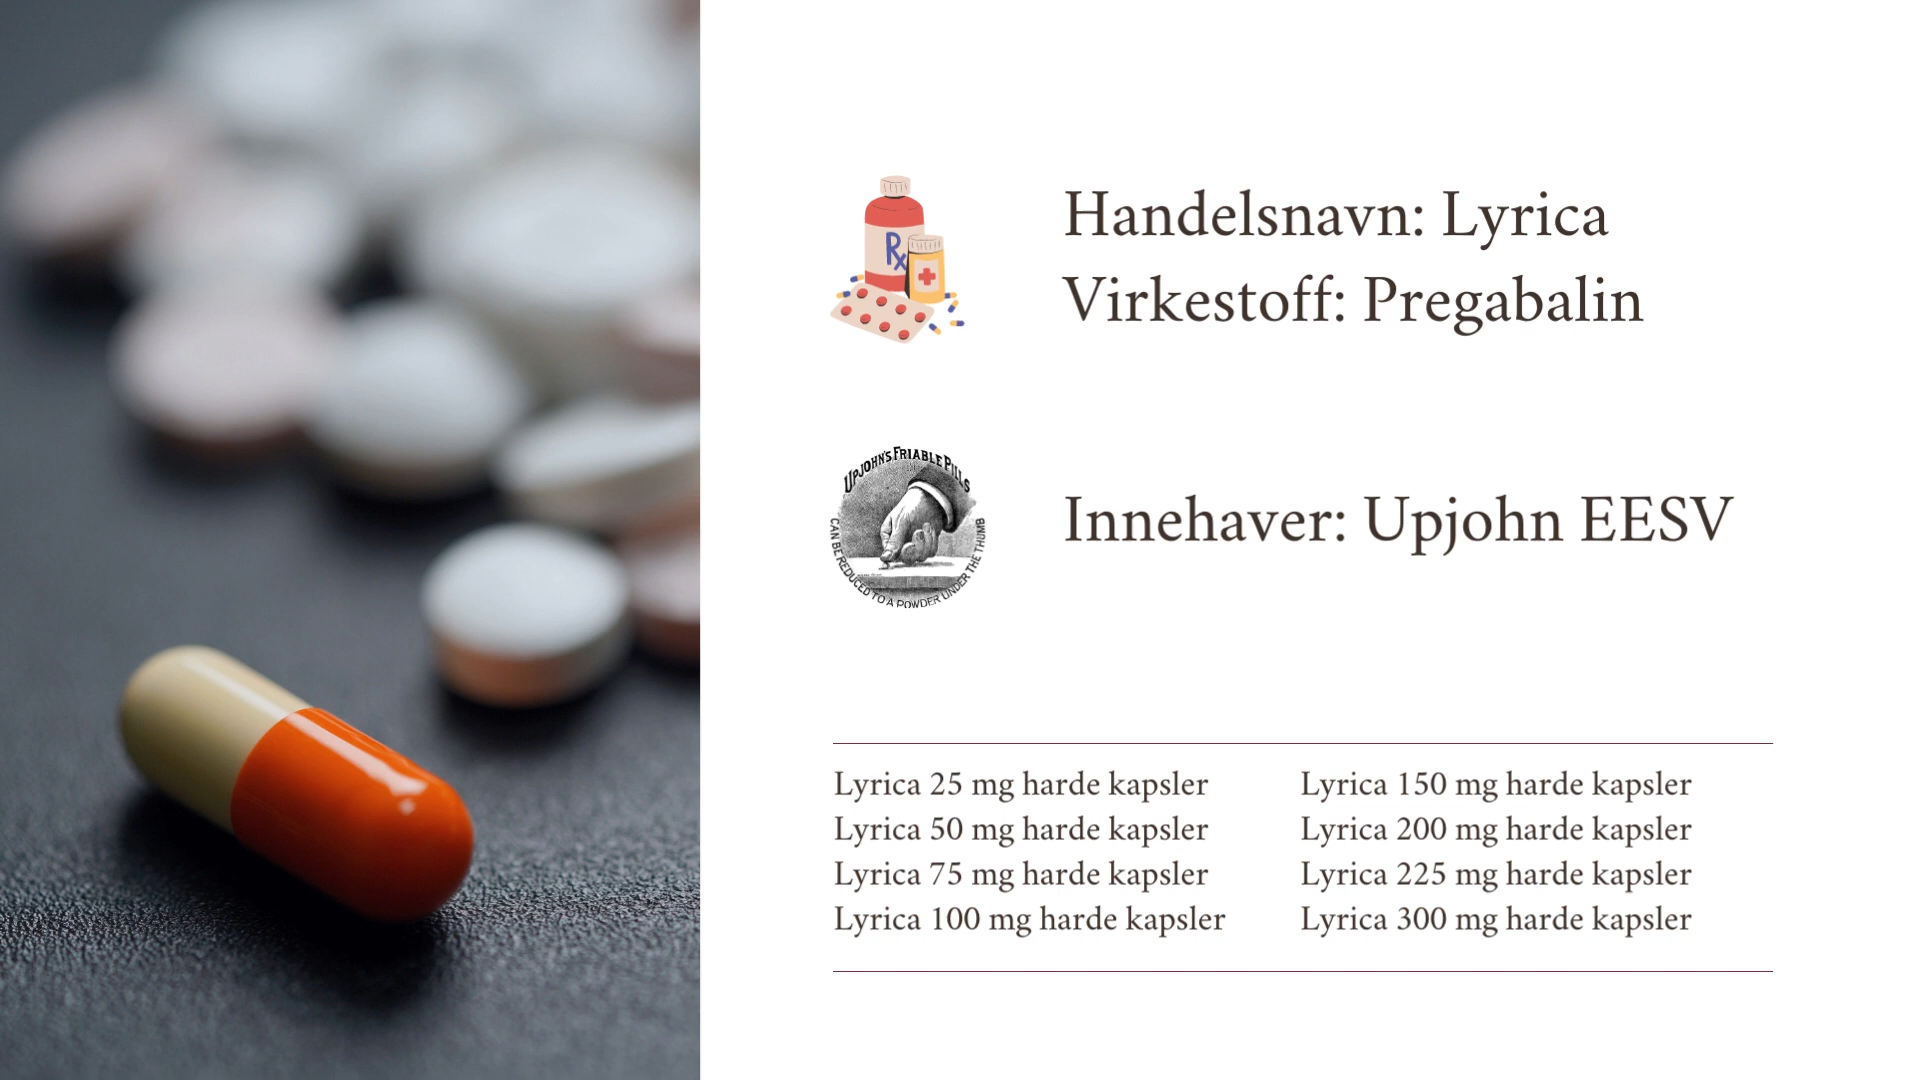 Handelsnavn: Lyrica
Virkestoff: Pregabalin
Rx
UPJOHN'S FRIABLE PILLS
CAN BE REDUCED TO A POWDER UNDER THE THUMB
Innehaver: Upjohn EESV
Lyrica 25 mg harde kapsler
Lyrica 50 mg harde kapsler
Lyrica 75 mg harde kapsler
Lyrica 100 mg harde kapsler
Lyrica 150 mg harde kapsler
Lyrica 200 mg harde kapsler
Lyrica 225 mg harde kapsler
Lyrica 300 mg harde kapsler